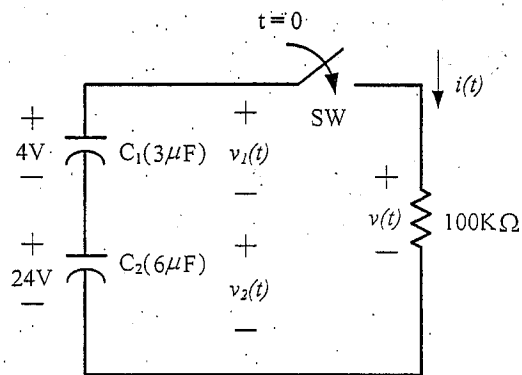 t=0
i(t)
SW
+
4V
−
C₁(3μF)
+
v₁(t)
−
+
v(t)
−
100KΩ
+
24V
−
C₂(6μF)
+
v₂(t)
−